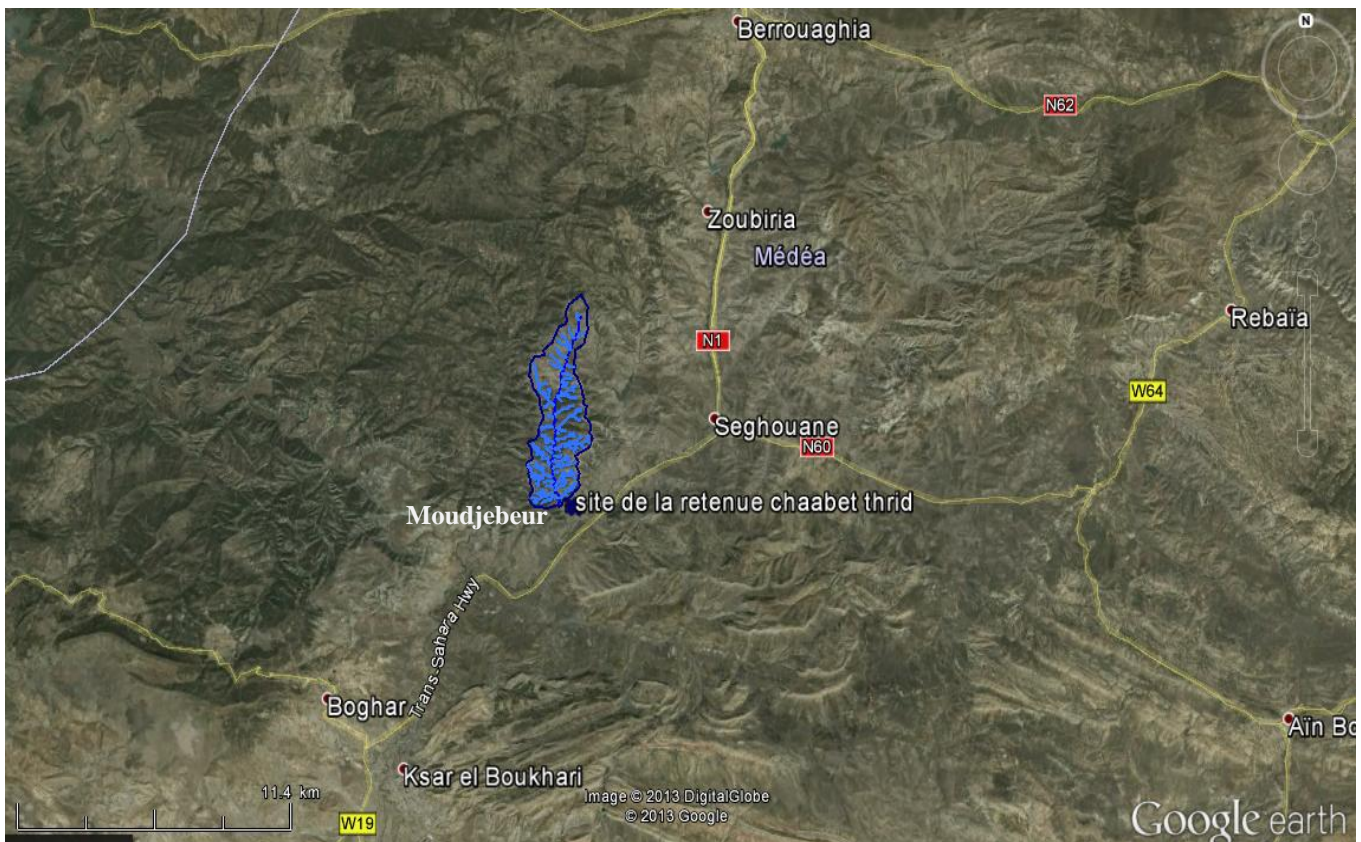 N
Berrouaghia
N62
Zoubiria
Médéa
Rebaïa
N1
W64
Seghouane
N60
site de la retenue chaabet thrid
Moudjebeur
Trans-Sahara Hwy
Boghar
Aïn Bo
Ksar el Boukhari
11.4 km
Image © 2013 DigitalGlobe
© 2013 Google
W19
Google earth